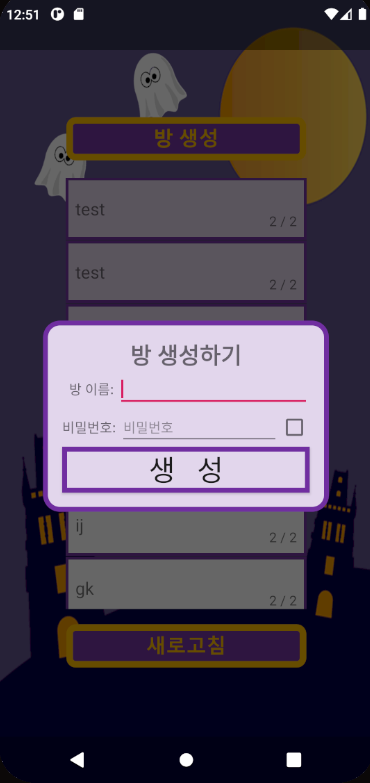 12:51
방 생성
test
2 / 2
test
2 / 2
방 생성하기
방 이름:
비밀번호: 비밀번호
생 성
ij
2 / 2
gk
2 / 2
새로고침